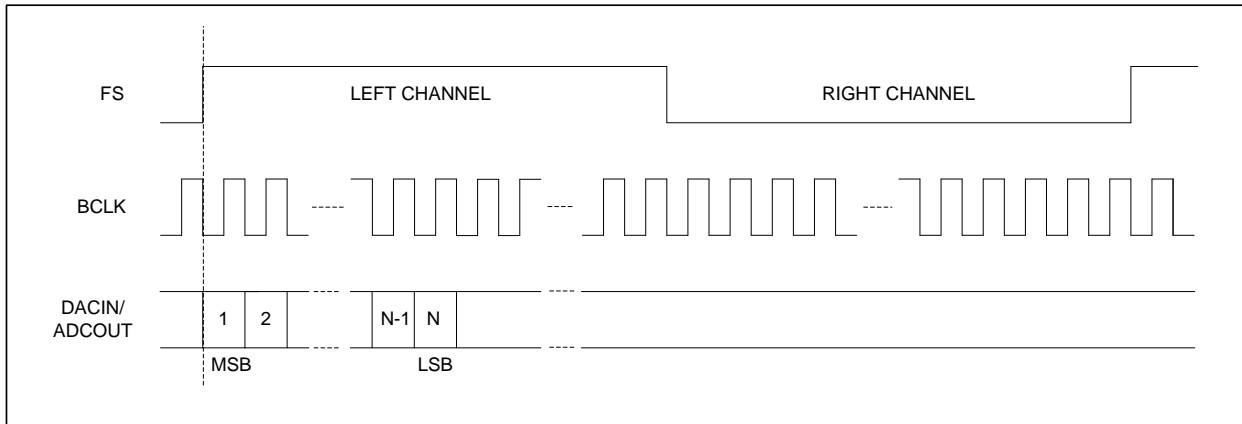 FS
LEFT CHANNEL
RIGHT CHANNEL
BCLK
DACIN/
ADCOUT
1
2
N-1
N
MSB
LSB